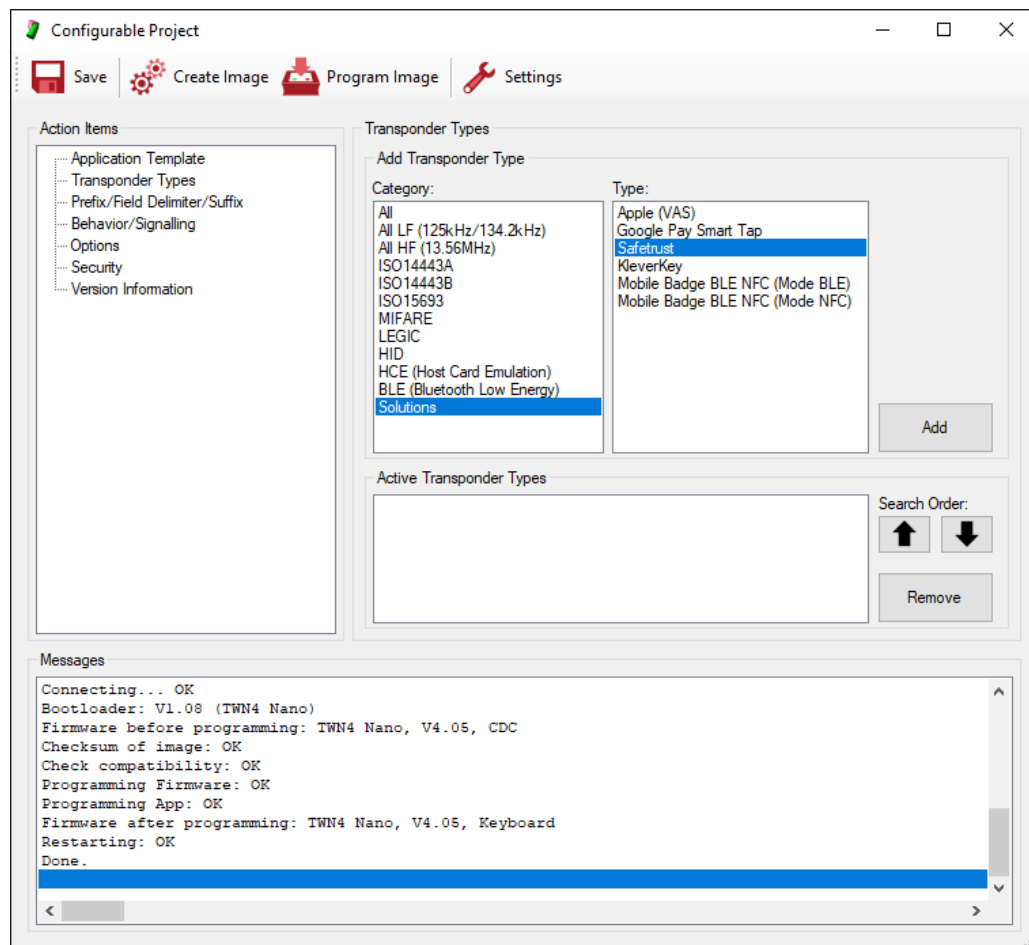 Configurable Project
Save
Create Image
Program Image
Settings
Action Items
Application Template
Transponder Types
Prefix/Field Delimiter/Suffix
Behavior/Signalling
Options
Security
Version Information
Transponder Types
Add Transponder Type
Category:
All
All LF (125kHz/134.2kHz)
All HF (13.56MHz)
ISO14443A
ISO14443B
ISO15693
MIFARE
LEGIC
HID
HCE (Host Card Emulation)
BLE (Bluetooth Low Energy)
Solutions
Type:
Apple (VAS)
Google Pay Smart Tap
Safetrust
KleverKey
Mobile Badge BLE NFC (Mode BLE)
Mobile Badge BLE NFC (Mode NFC)
Add
Active Transponder Types
Search Order:
Remove
Messages
Connecting... OK
Bootloader: V1.08 (TWN4 Nano)
Firmware before programming: TWN4 Nano, V4.05, CDC
Checksum of image: OK
Check compatibility: OK
Programming Firmware: OK
Programming App: OK
Firmware after programming: TWN4 Nano, V4.05, Keyboard
Restarting: OK
Done.